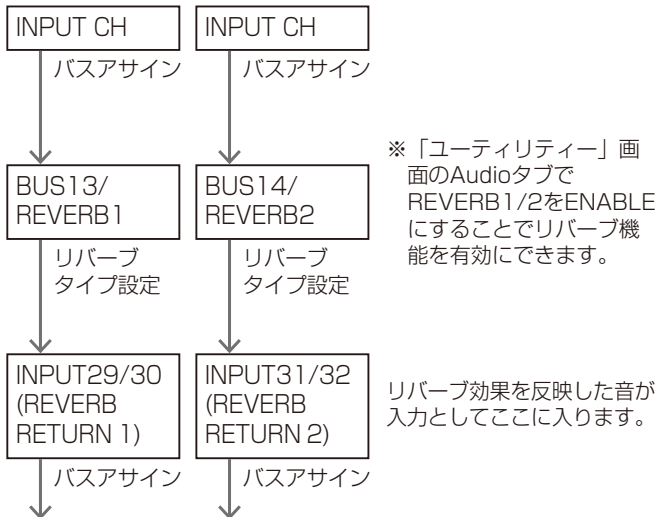 INPUT CH
INPUT CH
バスアサイン
バスアサイン
BUS13/
REVERB1
BUS14/
REVERB2
※「ユーティリティー」画
面のAudioタブで
REVERB1/2をENABLE
にすることでリバーブ機
能を有効にできます。
リバーブ
タイプ設定
リバーブ
タイプ設定
INPUT29/30
(REVERB
RETURN 1)
INPUT31/32
(REVERB
RETURN 2)
リバーブ効果を反映した音が
入力としてここに入ります。
バスアサイン
バスアサイン